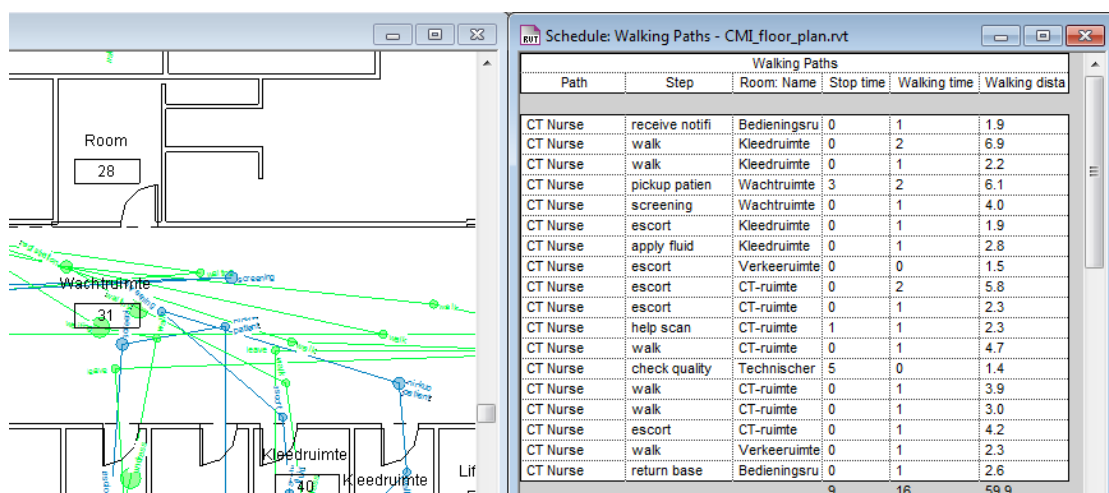 Schedule: Walking Paths - CMI_floor_plan.rvt
Walking Paths
Path Step Room: Name Stop time Walking time Walking dista
CT Nurse receive notifi Bedieningsru 0 1 1.9
CT Nurse walk Kleedruimte 0 2 6.9
CT Nurse walk Kleedruimte 0 1 2.2
CT Nurse pickup patien Wachtruimte 3 2 6.1
CT Nurse screening Wachtruimte 0 1 4.0
CT Nurse escort Kleedruimte 0 1 1.9
CT Nurse apply fluid Kleedruimte 0 1 2.8
CT Nurse escort Verkeeruimte 0 0 1.5
CT Nurse escort CT-ruimte 0 2 5.8
CT Nurse escort CT-ruimte 0 1 2.3
CT Nurse help scan CT-ruimte 1 1 2.3
CT Nurse walk CT-ruimte 0 1 4.7
CT Nurse check quality Technischer 5 0 1.4
CT Nurse walk CT-ruimte 0 1 3.9
CT Nurse walk CT-ruimte 0 1 3.0
CT Nurse escort CT-ruimte 0 1 4.2
CT Nurse walk Verkeeruimte 0 1 2.3
CT Nurse return base Bedieningsru 0 1 2.6
9 16 59.9
RVT
Room
28
screening
Wachtruimte
31
patient
leave
pickup
patient
Kleedruimte
40
Kleedruimte
Lif